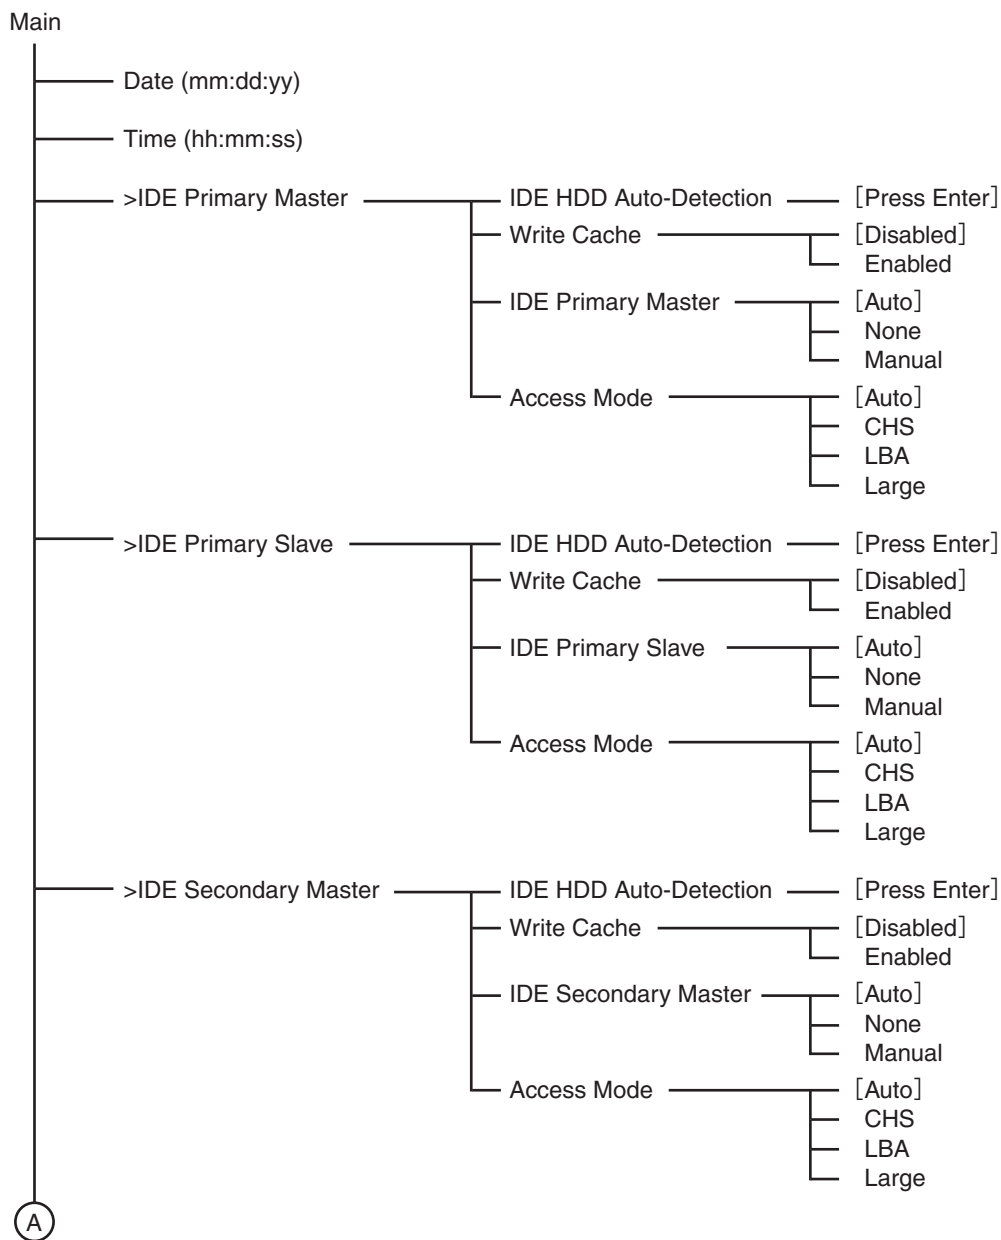 Main
Date (mm:dd:yy)
Time (hh:mm:ss)
>IDE Primary Master
IDE HDD Auto-Detection
[Press Enter]
Write Cache
[Disabled]
Enabled
IDE Primary Master
[Auto]
None
Manual
Access Mode
[Auto]
CHS
LBA
Large
>IDE Primary Slave
IDE HDD Auto-Detection
[Press Enter]
Write Cache
[Disabled]
Enabled
IDE Primary Slave
[Auto]
None
Manual
Access Mode
[Auto]
CHS
LBA
Large
>IDE Secondary Master
IDE HDD Auto-Detection
[Press Enter]
Write Cache
[Disabled]
Enabled
IDE Secondary Master
[Auto]
None
Manual
Access Mode
[Auto]
CHS
LBA
Large
A